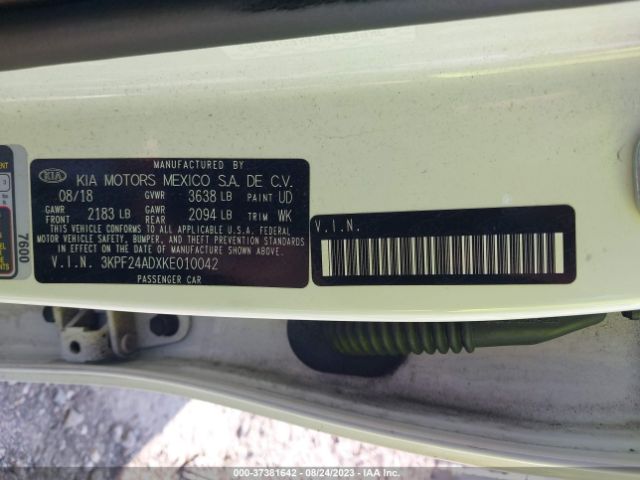 MANUFACTURED BY
KIA KIA MOTORS MEXICO S.A. DE C.V.
08/18 GVWR 3638 LB PAINT UD
GAWR FRONT 2183 LB GAWR REAR 2094 LB TRIM WK
THIS VEHICLE CONFORMS TO ALL APPLICABLE U.S.A. FEDERAL
MOTOR VEHICLE SAFETY, BUMPER, AND THEFT PREVENTION STANDARDS
IN EFFECT ON THE DATE OF MANUFACTURE SHOWN ABOVE.
V.I.N. 3KPF24ADXKE010042
PASSENGER CAR
V.I.N.
7600
000-37381642 - 08/24/2023 - IAA Inc.